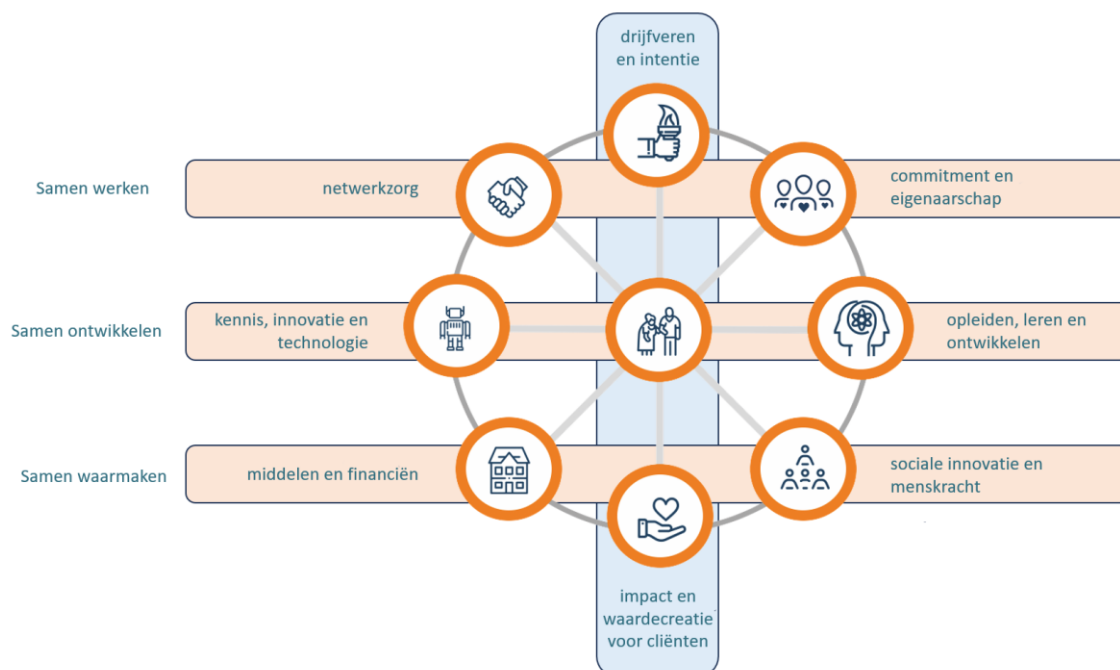 drijfveren
en intentie
Samen werken
netwerkzorg
commitment en
eigenaarschap
Samen ontwikkelen
kennis, innovatie en
technologie
opleiden, leren en
ontwikkelen
Samen waarmaken
middelen en financiën
sociale innovatie en
menskracht
impact en
waardecreatie
voor cliënten